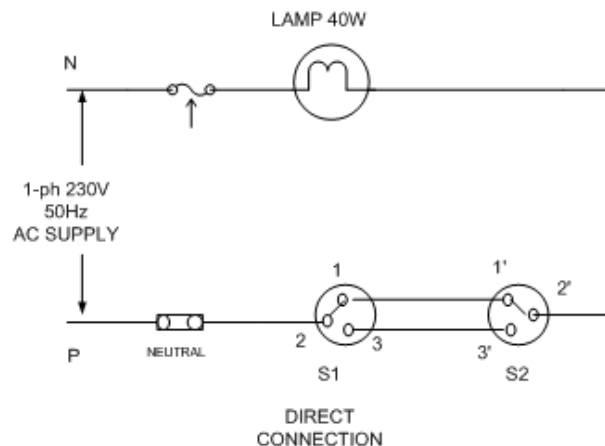 LAMP 40W
N
1-ph 230V
50Hz
AC SUPPLY
1
1'
2'
2
3
3'
P
NEUTRAL
S1
S2
DIRECT
CONNECTION